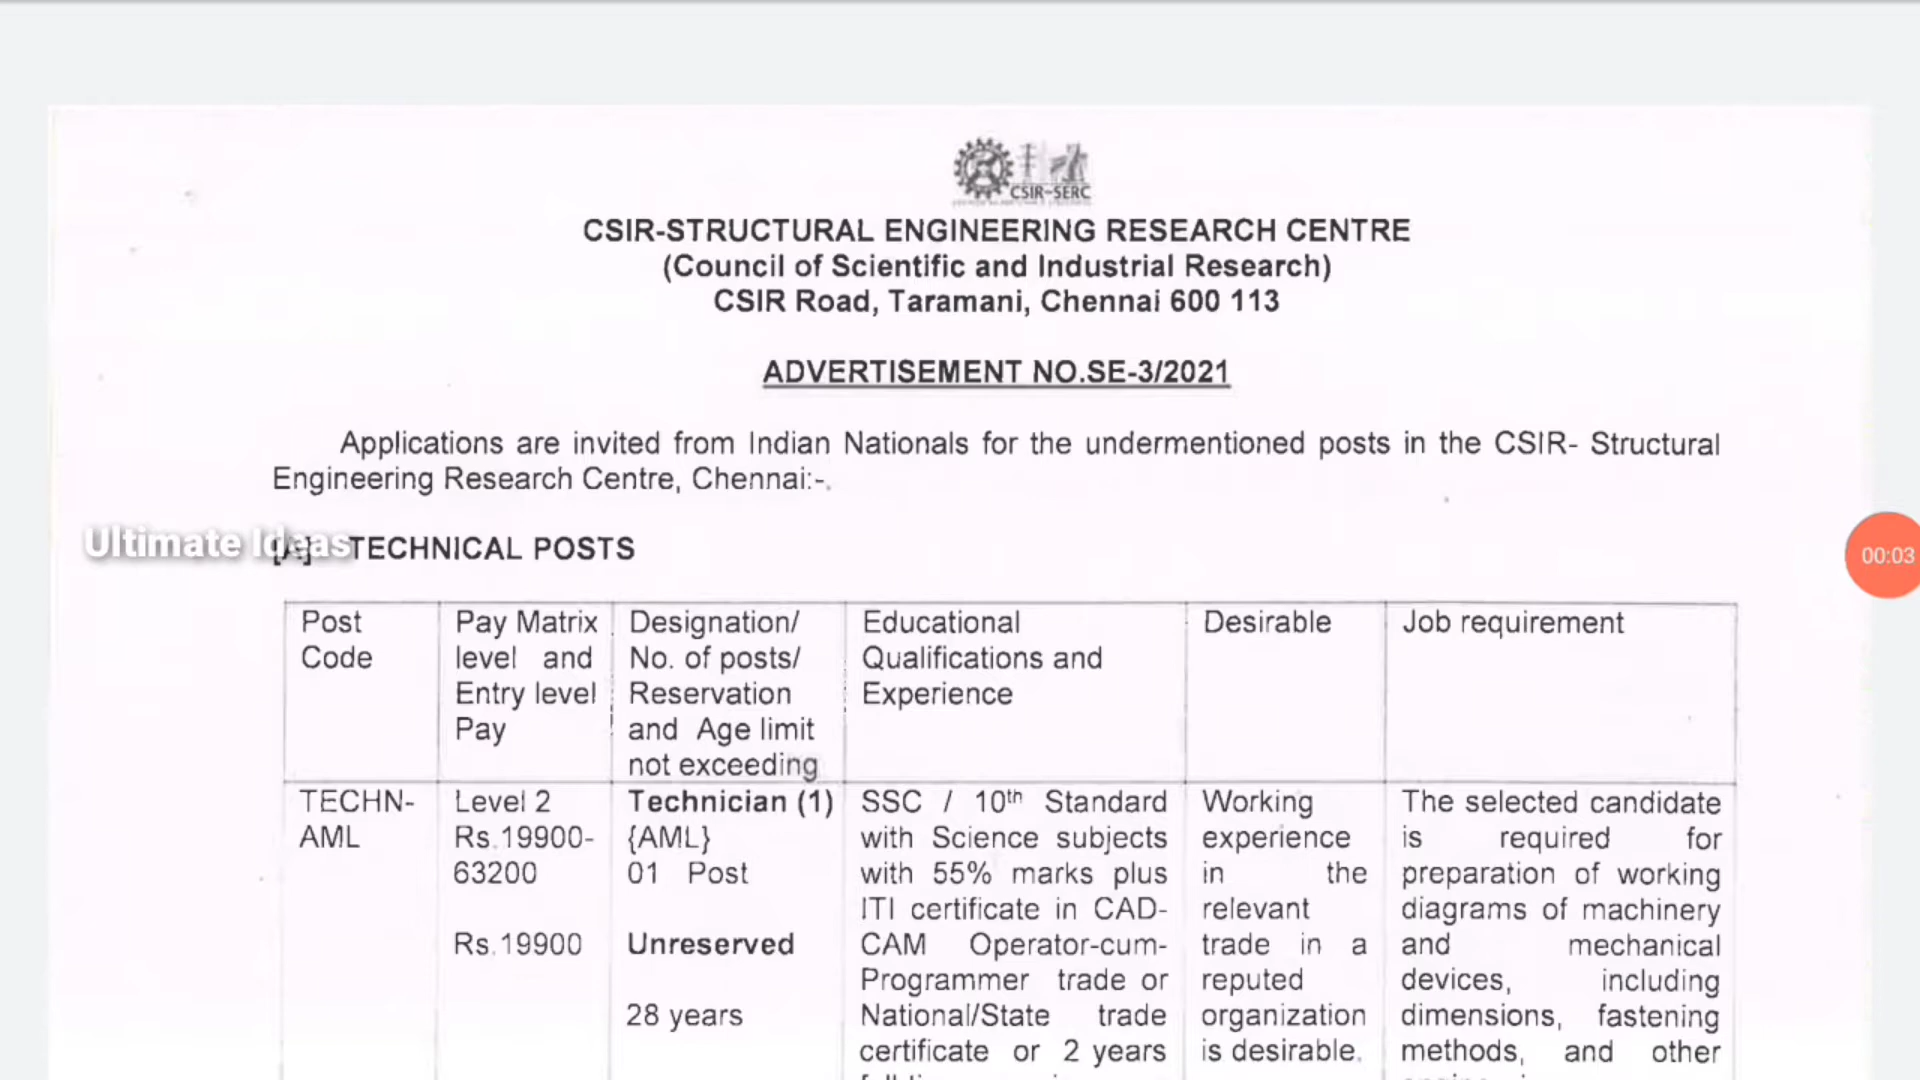 CSIR-SERC
CSIR-STRUCTURAL ENGINEERING RESEARCH CENTRE
(Council of Scientific and Industrial Research)
CSIR Road, Taramani, Chennai 600 113
ADVERTISEMENT NO.SE-3/2021
Applications are invited from Indian Nationals for the undermentioned posts in the CSIR- Structural
Engineering Research Centre, Chennai:-.
Ultimate Ideas
[A] TECHNICAL POSTS
00:03
Post
Code
Pay Matrix
level and
Entry level
Pay
Designation/
No. of posts/
Reservation
and Age limit
not exceeding
Educational
Qualifications and
Experience
Desirable
Job requirement
TECHN-
AML
Level 2
Rs.19900-
63200
Rs.19900
Technician (1)
{AML}
01 Post
Unreserved
28 years
SSC / 10th Standard
with Science subjects
with 55% marks plus
ITI certificate in CAD-
CAM Operator-cum-
Programmer trade or
National/State trade
certificate or 2 years
Working
experience
in the
relevant
trade in a
reputed
organization
is desirable.
The selected candidate
is required for
preparation of working
diagrams of machinery
and mechanical
devices, including
dimensions, fastening
methods, and other